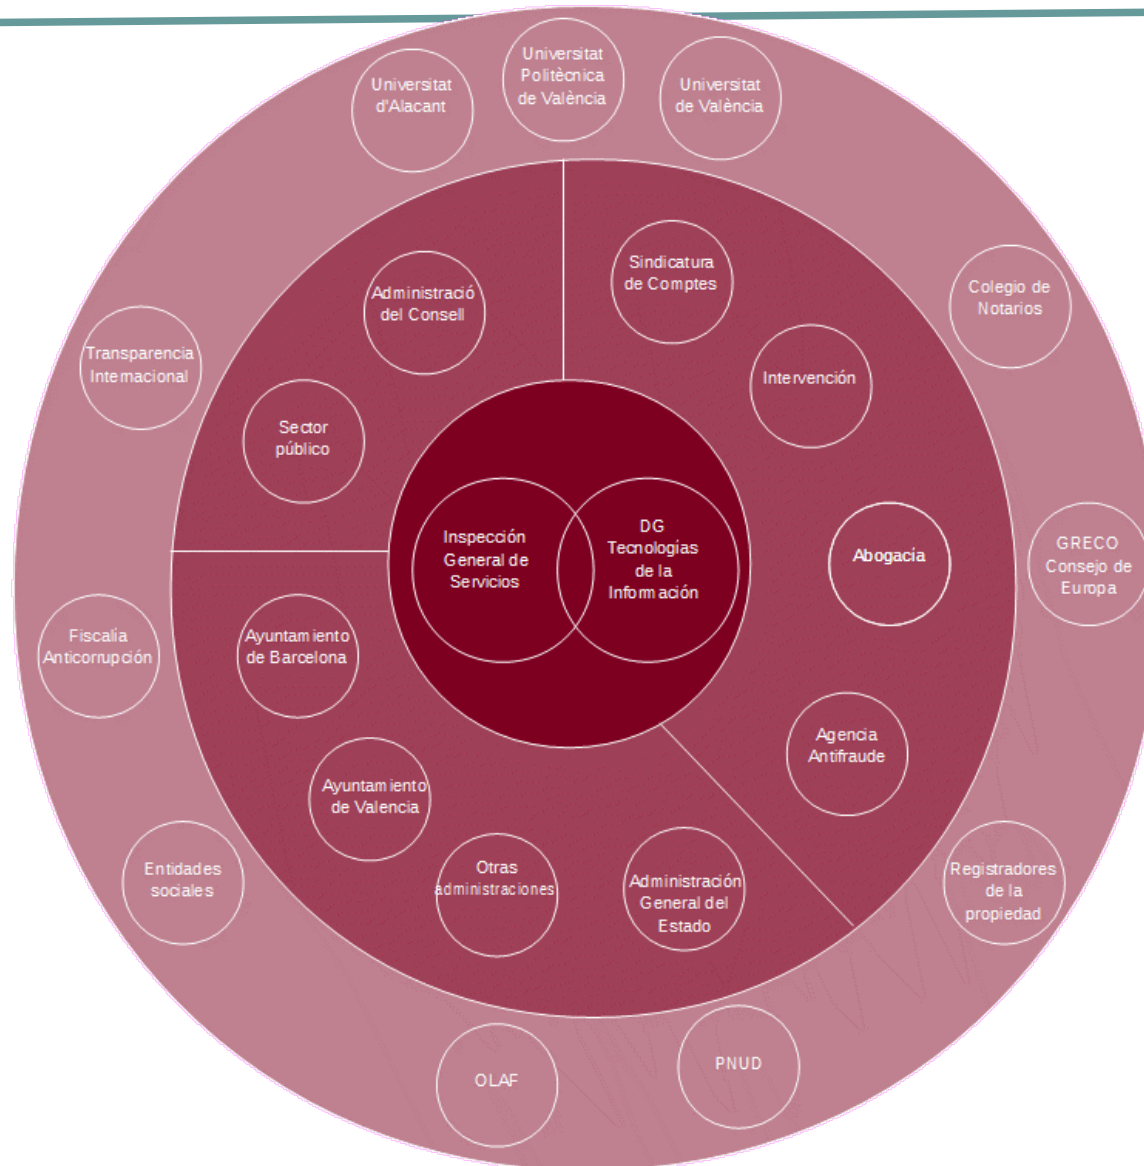 Universitat
d'Alacant
Universitat
Politècnica
de València
Universitat
de València
Sindicatura
de Comptes
Administració
del Consell
Colegio de
Notarios
Transparencia
Internacional
Intervención
Sector
público
Inspección
General de
Servicios
DG
Tecnologías
de la
Información
Abogacía
GRECO
Consejo de
Europa
Fiscalía
Anticorrupción
Ayuntamiento
de Barcelona
Agencia
Antifraude
Ayuntamiento
de Valencia
Entidades
sociales
Otras
administraciones
Administración
General del
Estado
Registradores
de la
propiedad
OLAF
PNUD